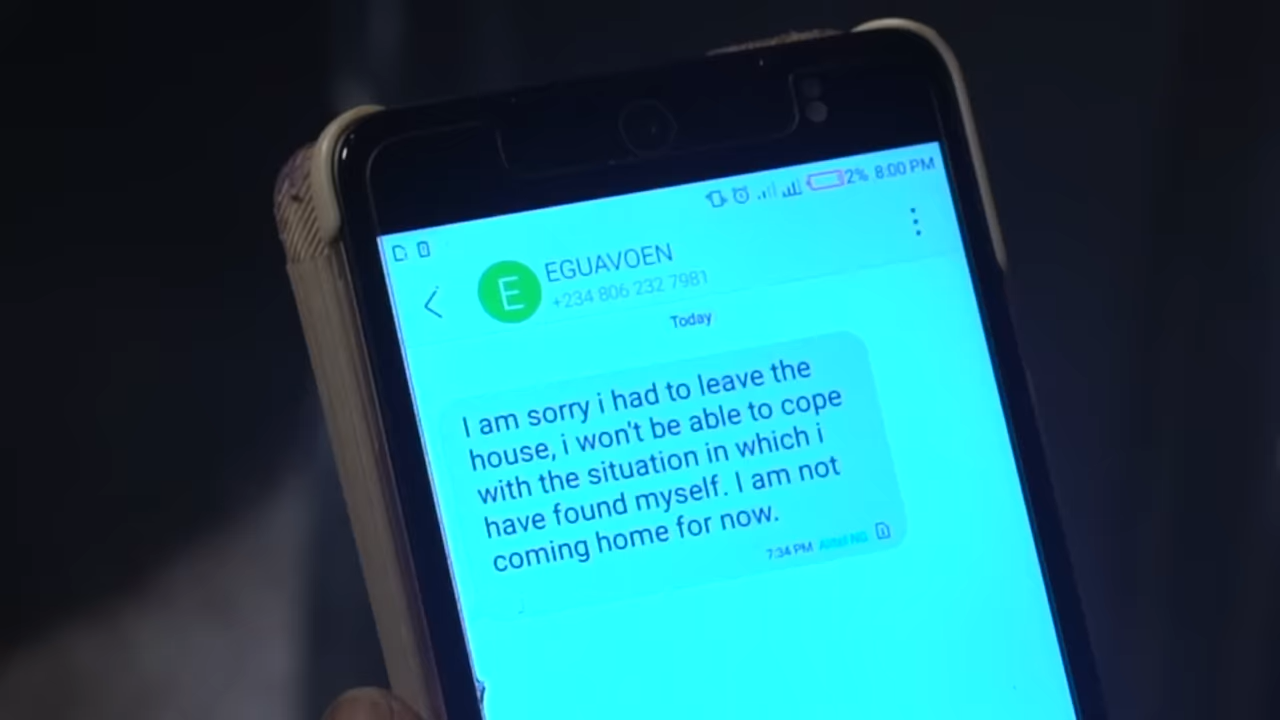 2% 8:00 PM
E
EGUAVOEN
+234 806 232 7981
Today
I am sorry i had to leave the
house, i won't be able to cope
with the situation in which i
have found myself. I am not
coming home for now.
7:34 PM Airtel NG